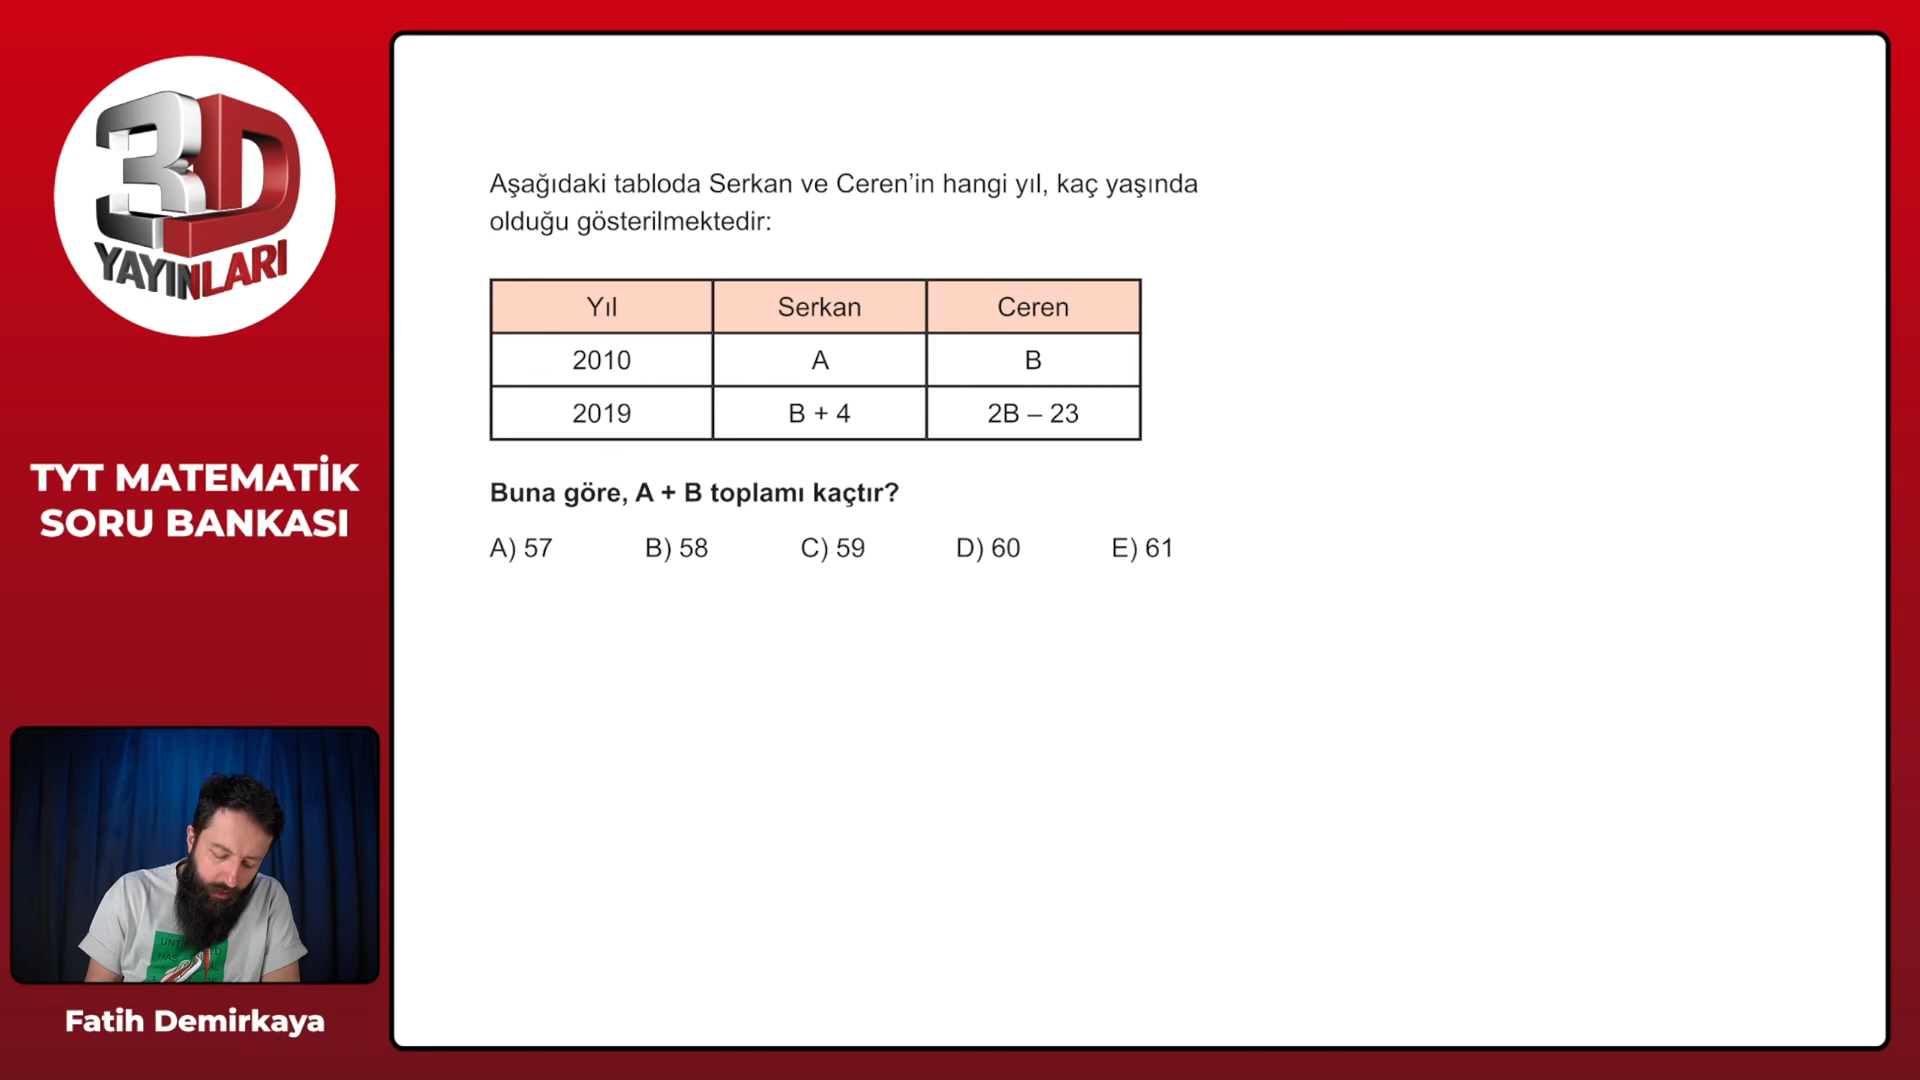 3D
YAYINLARI
TYT MATEMATİK
SORU BANKASI
Fatih Demirkaya
Aşağıdaki tabloda Serkan ve Ceren’in hangi yıl, kaç yaşında
olduğu gösterilmektedir:
Yıl Serkan Ceren
2010 A B
2019 B + 4 2B – 23
Buna göre, A + B toplamı kaçtır?
A) 57 B) 58 C) 59 D) 60 E) 61